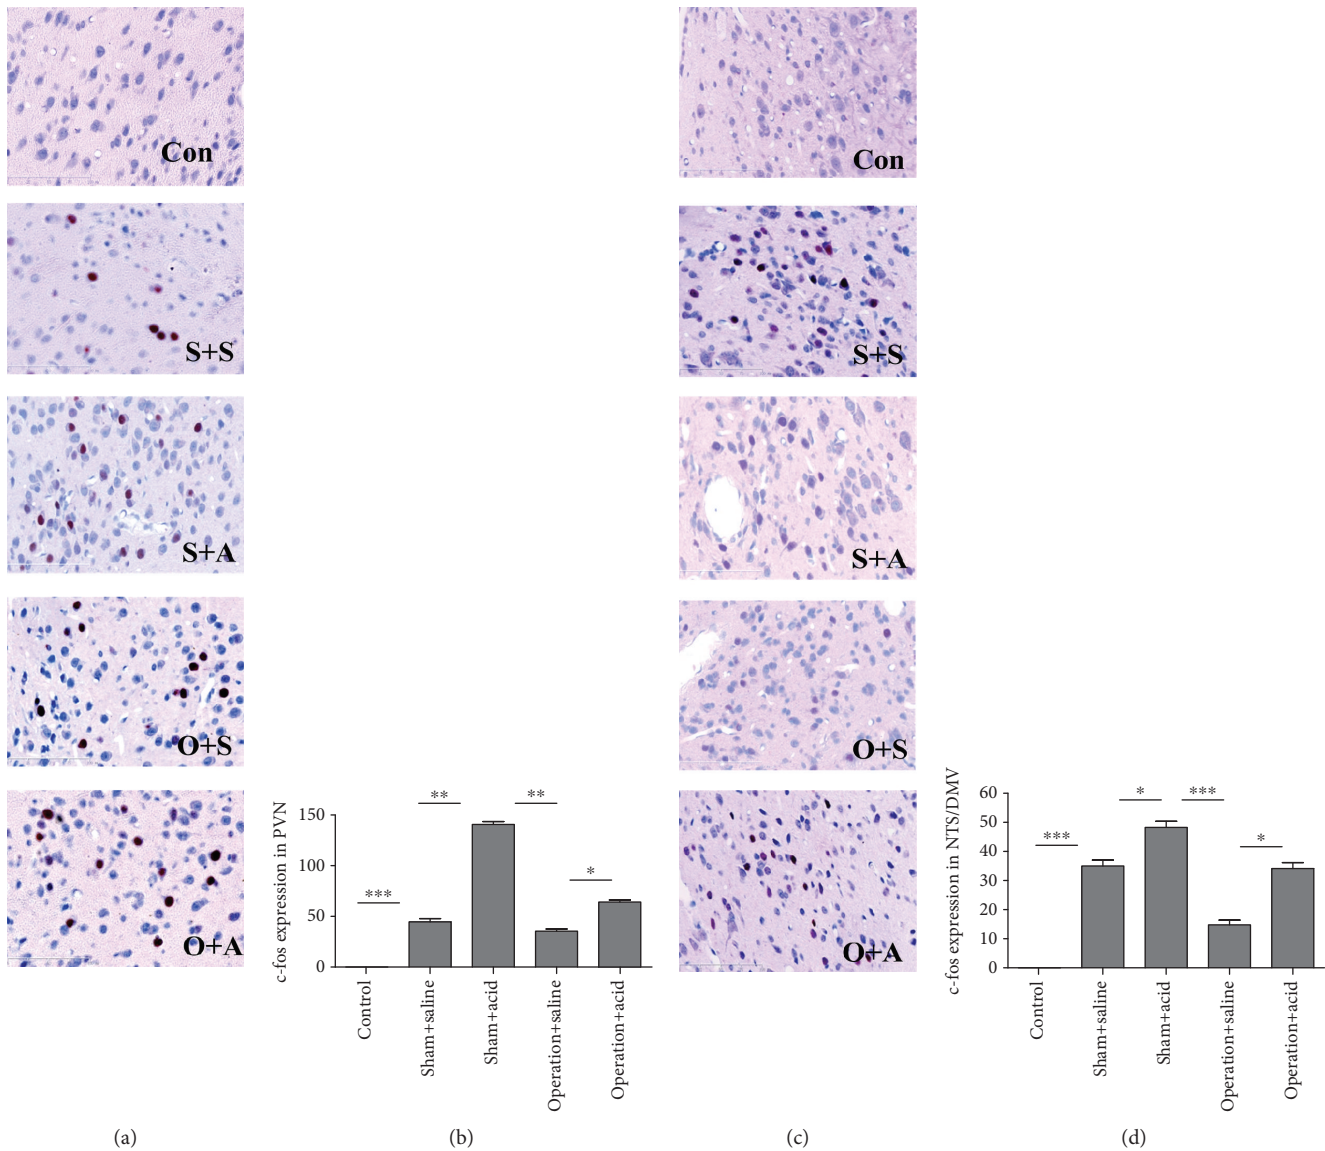 Con
S+S
S+A
O+S
O+A
(a)
c-fos expression in PVN
150
100
50
0
***
**
**
*
Control
Sham+saline
Sham+acid
Operation+saline
Operation+acid
(b)
Con
S+S
S+A
O+S
O+A
(c)
c-fos expression in NTS/DMV
60
50
40
30
20
10
0
***
*
***
*
Control
Sham+saline
Sham+acid
Operation+saline
Operation+acid
(d)